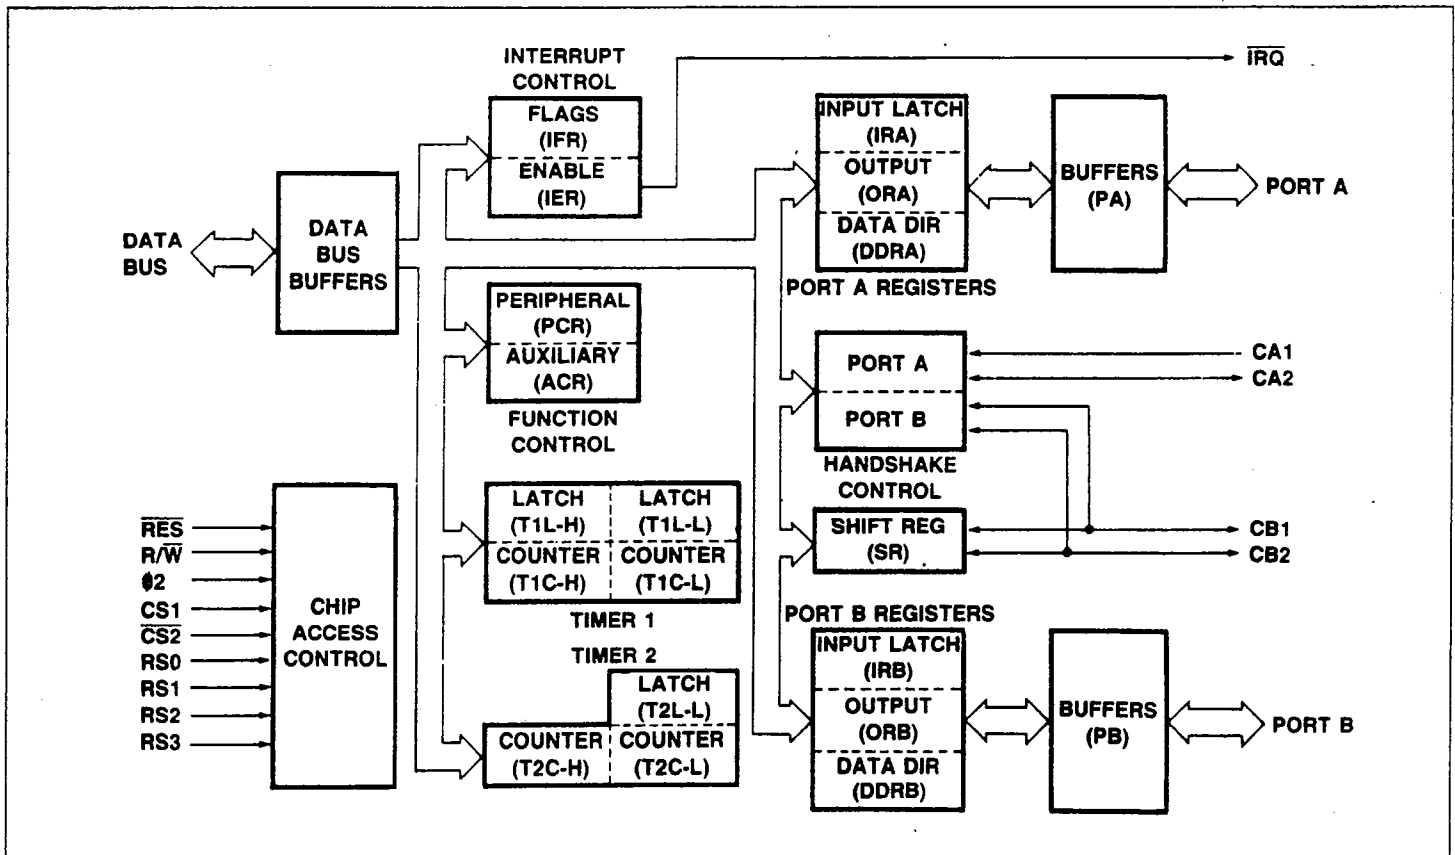 INTERRUPT
CONTROL
FLAGS
(IFR)
ENABLE
(IER)
IRQ
DATA
BUS
DATA
BUS
BUFFERS
PERIPHERAL
(PCR)
AUXILIARY
(ACR)
FUNCTION
CONTROL
INPUT LATCH
(IRA)
OUTPUT
(ORA)
DATA DIR
(DDRA)
PORT A REGISTERS
BUFFERS
(PA)
PORT A
PORT A
PORT B
HANDSHAKE
CONTROL
CA1
CA2
RES
R/W
φ2
CS1
CS2
RS0
RS1
RS2
RS3
CHIP
ACCESS
CONTROL
LATCH
(T1L-H)
LATCH
(T1L-L)
COUNTER
(T1C-H)
COUNTER
(T1C-L)
TIMER 1
TIMER 2
LATCH
(T2L-L)
COUNTER
(T2C-H)
COUNTER
(T2C-L)
SHIFT REG
(SR)
CB1
CB2
PORT B REGISTERS
INPUT LATCH
(IRB)
OUTPUT
(ORB)
DATA DIR
(DDRB)
BUFFERS
(PB)
PORT B